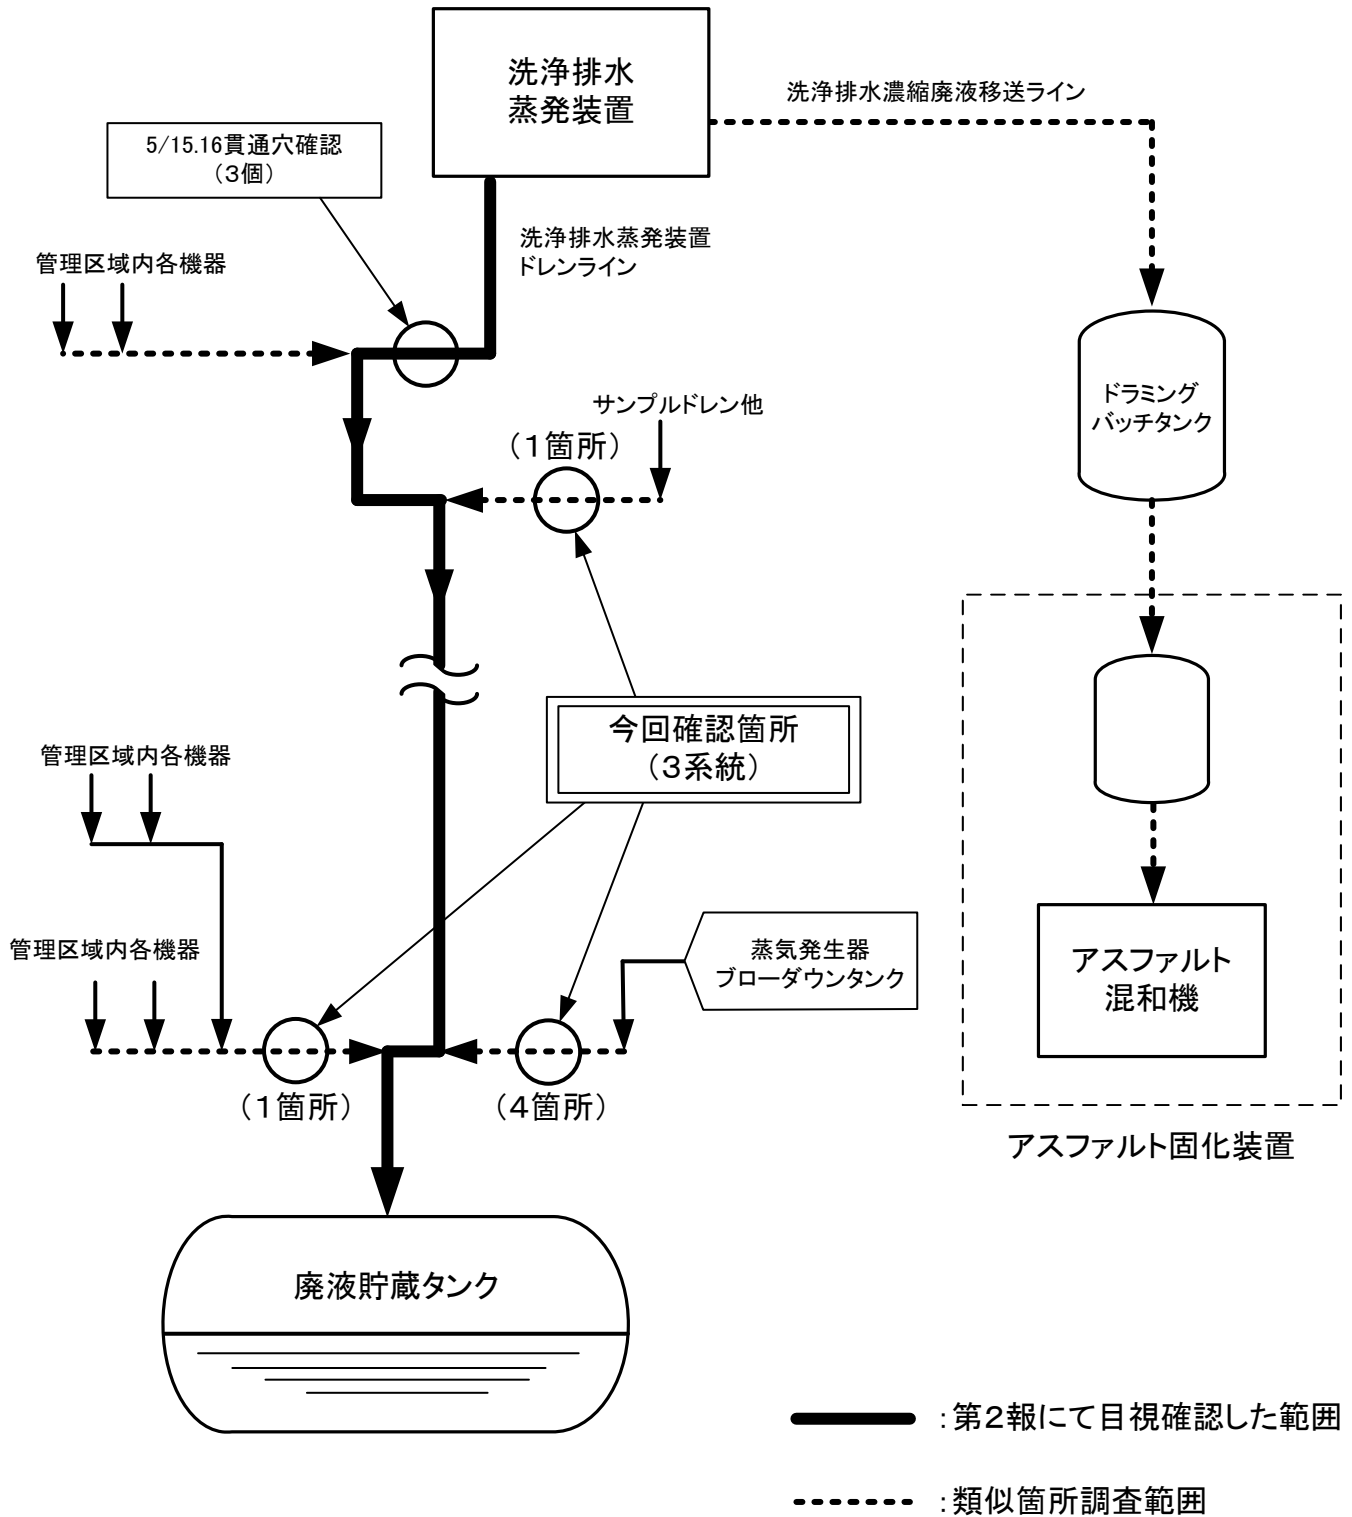 洗浄排水
蒸発装置
洗浄排水濃縮廃液移送ライン
5/15.16貫通穴確認
（3個）
洗浄排水蒸発装置
ドレンライン
管理区域内各機器
ドラミング
バッチタンク
サンプルドレン他
（1箇所）
今回確認箇所
（3系統）
管理区域内各機器
管理区域内各機器
蒸気発生器
ブローダウンタンク
アスファルト
混和機
（1箇所）
（4箇所）
アスファルト固化装置
廃液貯蔵タンク
：第2報にて目視確認した範囲
：類似箇所調査範囲